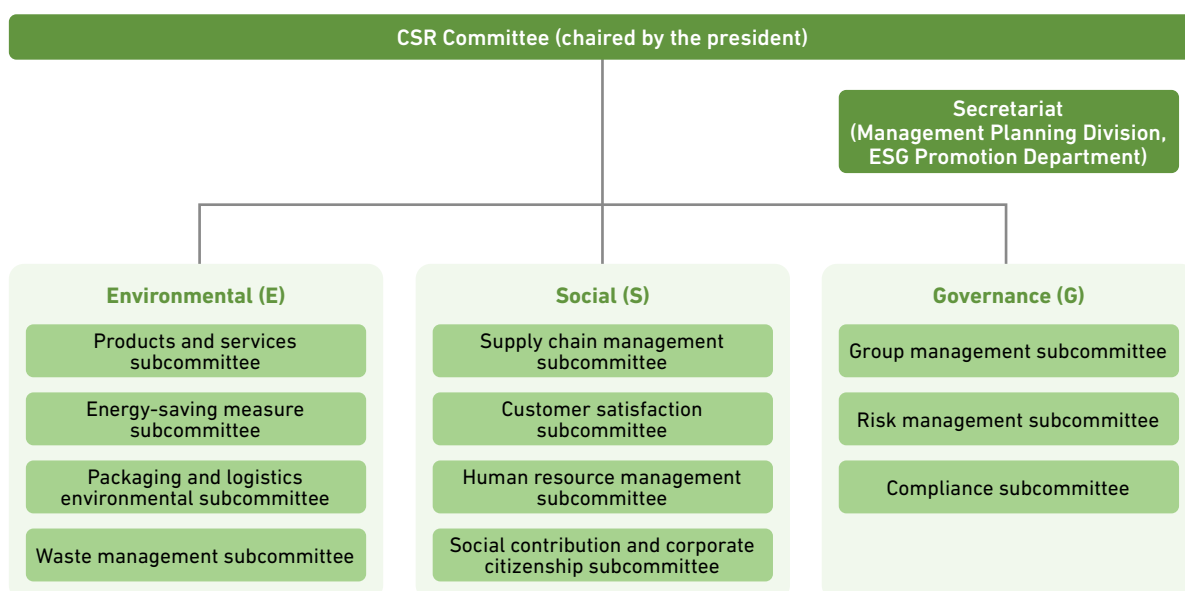 CSR Committee (chaired by the president)
Secretariat
(Management Planning Division,
ESG Promotion Department)
Environmental (E)
Products and services
subcommittee
Energy-saving measure
subcommittee
Packaging and logistics
environmental subcommittee
Waste management subcommittee
Social (S)
Supply chain management
subcommittee
Customer satisfaction
subcommittee
Human resource management
subcommittee
Social contribution and corporate
citizenship subcommittee
Governance (G)
Group management subcommittee
Risk management subcommittee
Compliance subcommittee